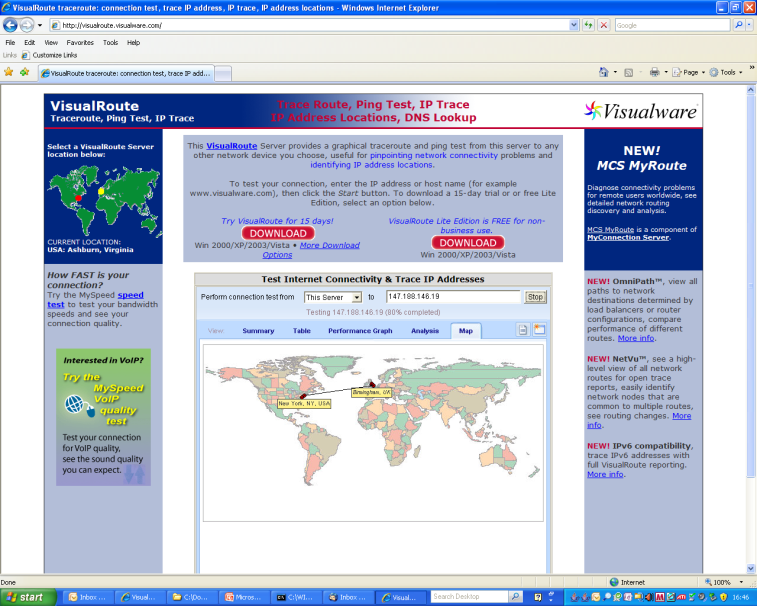 VisualRoute traceroute: connection test, trace IP address, IP trace, IP address locations - Windows Internet Explorer
http://visualroute.visualware.com/
Google
File Edit View Favorites Tools Help
Links Customize Links
VisualRoute traceroute: connection test, trace IP add...
Page Tools
VisualRoute
Traceroute, Ping Test, IP Trace
Trace Route, Ping Test, IP Trace
IP Address Locations, DNS Lookup
Visualware
Select a VisualRoute Server
location below:
CURRENT LOCATION:
USA: Ashburn, Virginia
How FAST is your
connection?
Try the MySpeed speed
test to test your bandwidth
speeds and see your
connection quality.
Interested in VoIP?
Try the
MySpeed
VoIP
quality
test
Test your connection
for VoIP quality,
see the sound quality
you can expect.
This VisualRoute Server provides a graphical traceroute and ping test from this server to any
other network device you choose, useful for pinpointing network connectivity problems and
identifying IP address locations.
To test your connection, enter the IP address or host name (for example
www.visualware.com), then click the Start button. To download a 15-day trial or or free Lite
Edition, select an option below.
Try VisualRoute for 15 days!
DOWNLOAD
Win 2000/XP/2003/Vista • More Download
Options
VisualRoute Lite Edition is FREE for non-
business use.
DOWNLOAD
Win 2000/XP/2003/Vista
Test Internet Connectivity & Trace IP Addresses
Perform connection test from This Server to 147.188.146.19 Stop
Testing 147.188.146.19 (80% completed)
View Summary Table Performance Graph Analysis Map
New York, NY, USA
Birmingham, UK
NEW!
MCS MyRoute
Diagnose connectivity problems
for remote users worldwide, see
detailed network routing
discovery and analysis.
MCS MyRoute is a component of
MyConnection Server.
NEW! OmniPath™, view all
paths to network
destinations determined by
load balancers or router
configurations, compare
performance of different
routes. More info.
NEW! NetVu™, see a high-
level view of all network
routes for open trace
reports, easily identify
network nodes that are
common to multiple routes,
see routing changes. More
info.
NEW! IPv6 compatibility,
trace IPv6 addresses with
full VisualRoute reporting.
More info.
Done
Internet
100%
start
Inbox ...
Visual...
C:\Do...
Micros...
C:\WI...
Inbox ...
Visual...
Search Desktop
16:46